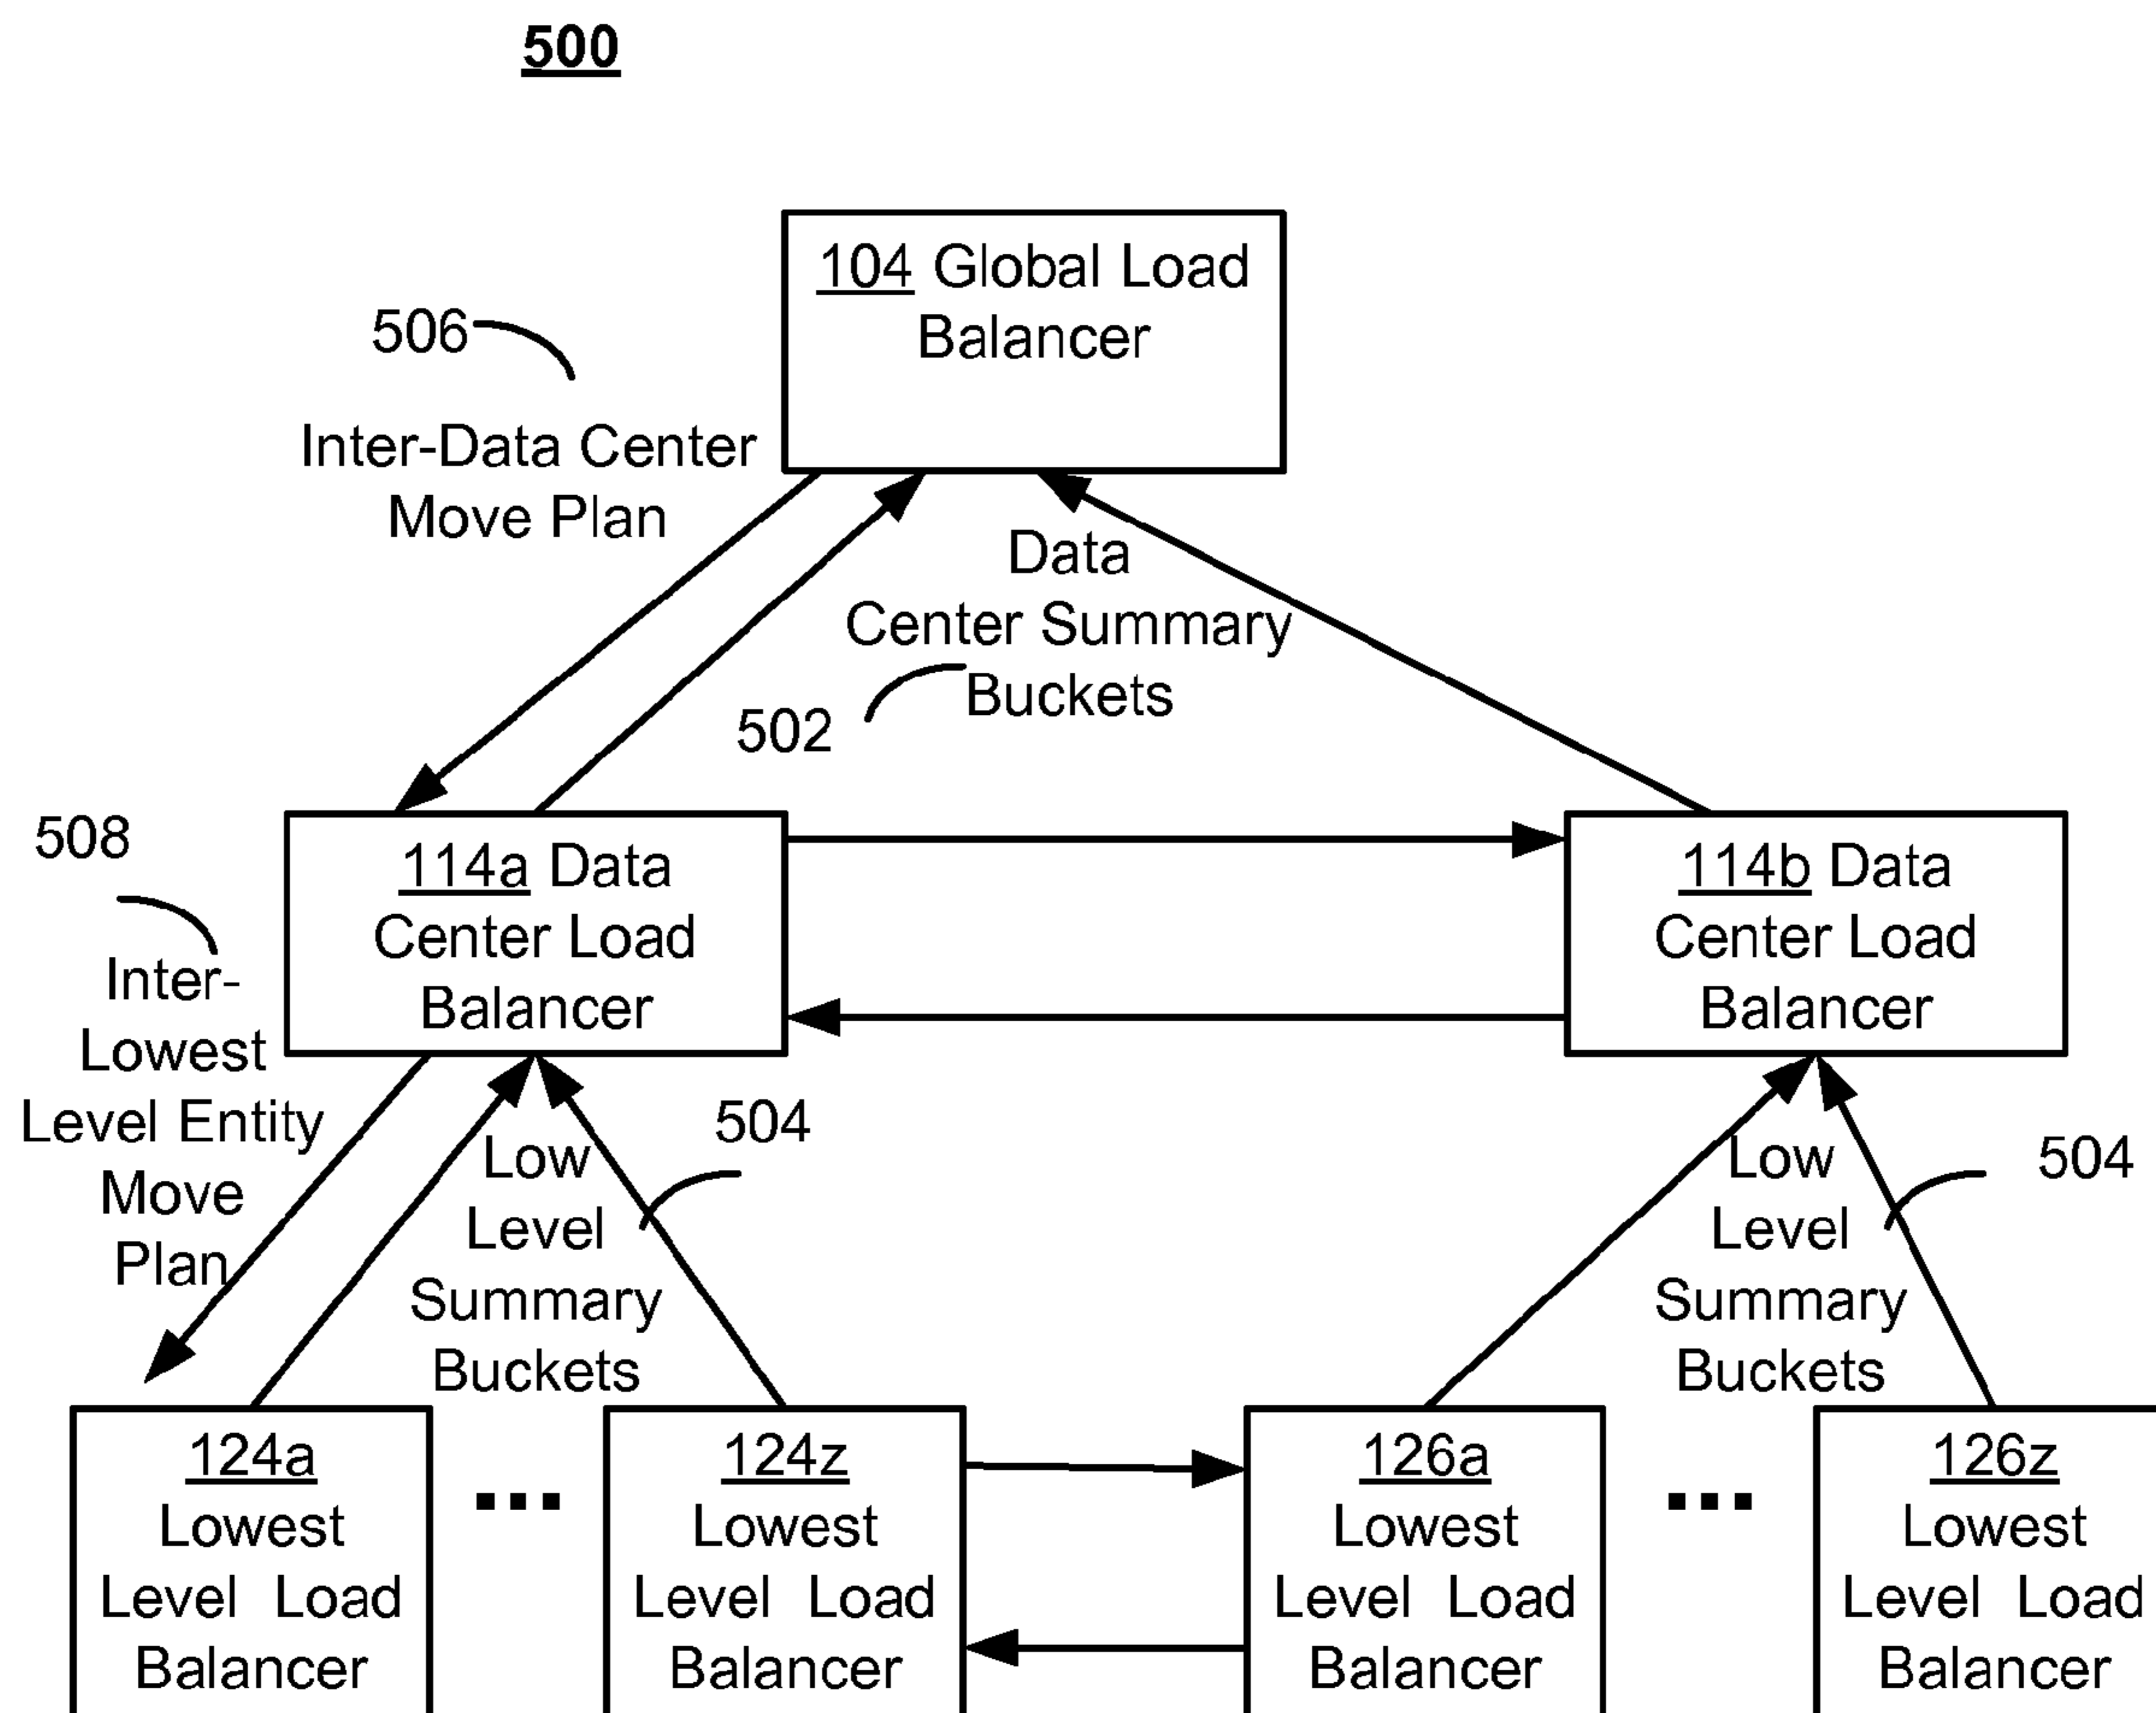 500
104 Global Load
Balancer
506
Inter-Data Center
Move Plan
Data
Center Summary
Buckets
502
508
114a Data
Center Load
Balancer
114b Data
Center Load
Balancer
Inter-
Lowest
Level Entity
Move
Plan
Low
Level
Summary
Buckets
504
Low
Level
Summary
Buckets
504
124a
Lowest
Level Load
Balancer
...
124z
Lowest
Level Load
Balancer
126a
Lowest
Level Load
Balancer
...
126z
Lowest
Level Load
Balancer